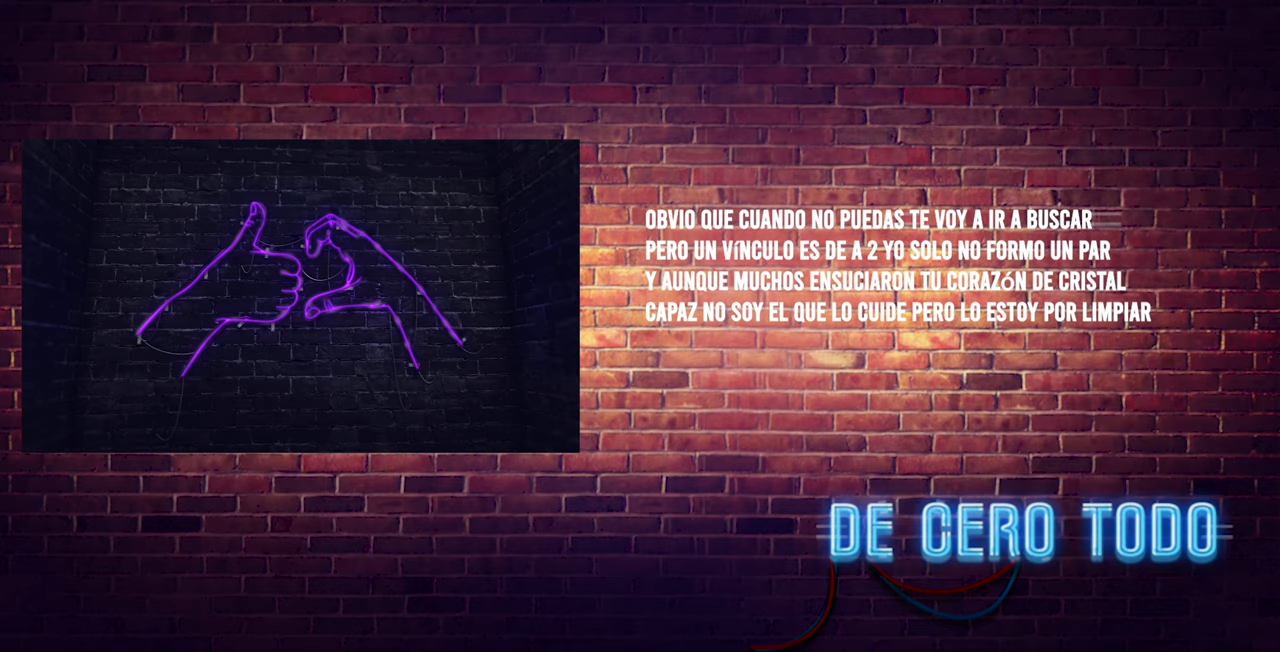 OBVIO QUE CUANDO NO PUEDAS TE VOY A IR A BUSCAR
PERO UN VíNCULO ES DE A 2 YO SOLO NO FORMO UN PAR
Y AUNQUE MUCHOS ENSUCIARON TU CORAZóN DE CRISTAL
CAPAZ NO SOY EL QUE LO CUIDE PERO LO ESTOY POR LIMPIAR
DE CERO TODO